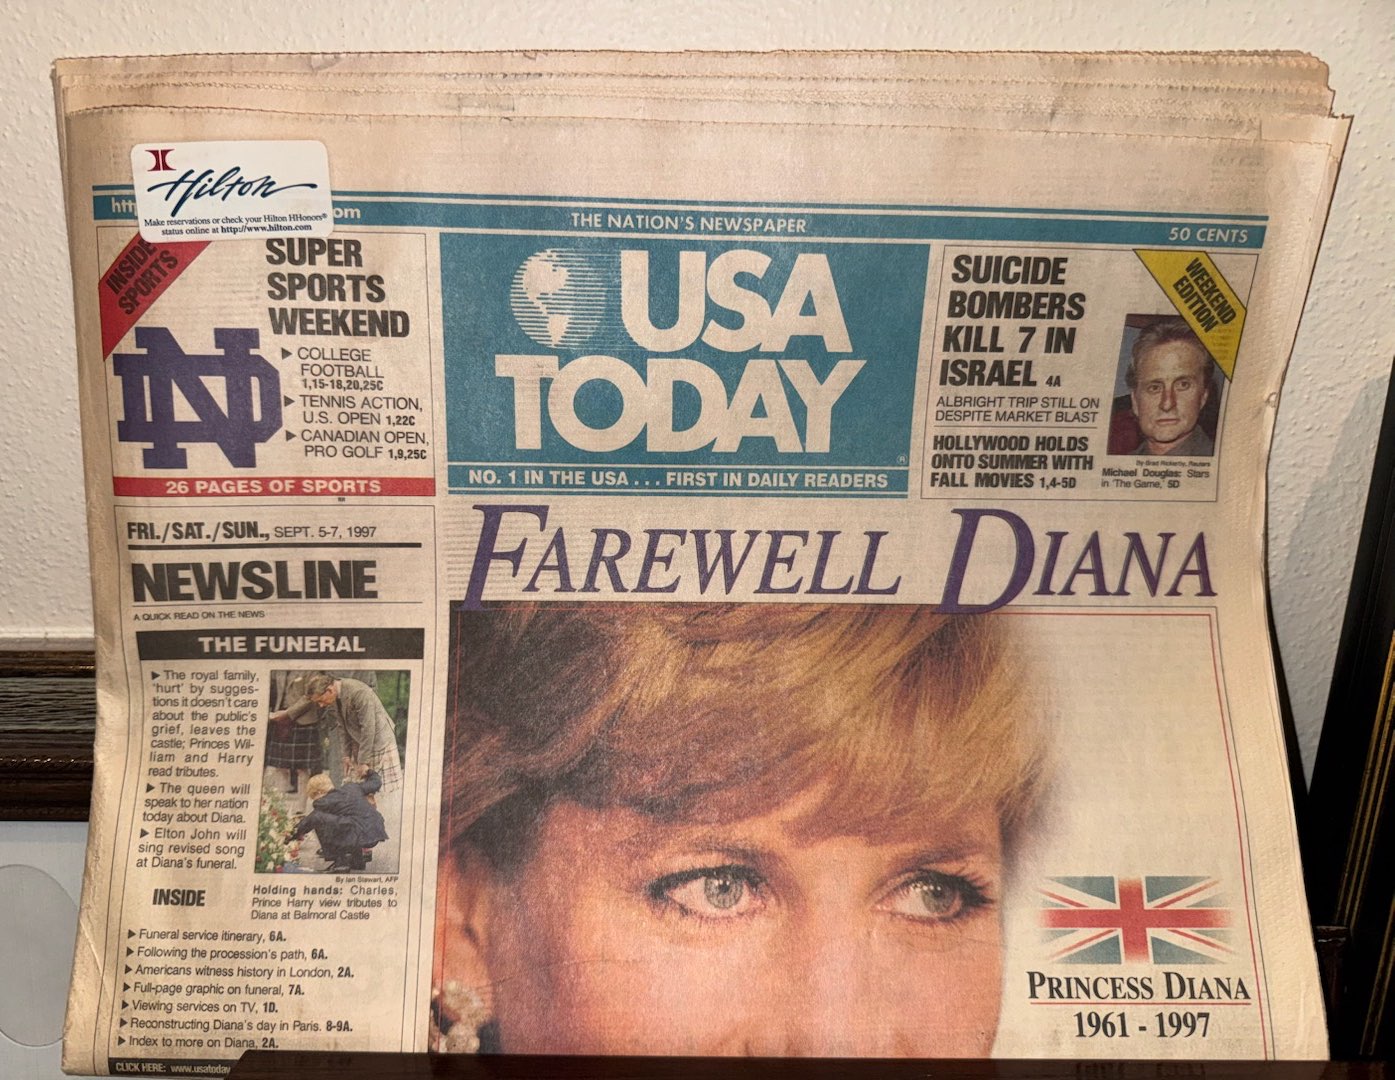 Hilton
Make reservations or check your Hilton HHonors®
status online at http://www.hilton.com
htt
om
THE NATION'S NEWSPAPER
50 CENTS
INSIDE
SPORTS
SUPER
SPORTS
WEEKEND
ND
▶ COLLEGE
FOOTBALL
1,15-18,20,25C
▶ TENNIS ACTION,
U.S. OPEN 1,22C
▶ CANADIAN OPEN,
PRO GOLF 1,9,25C
26 PAGES OF SPORTS
USA
TODAY
®
NO. 1 IN THE USA . . . FIRST IN DAILY READERS
SUICIDE
BOMBERS
KILL 7 IN
ISRAEL 4A
ALBRIGHT TRIP STILL ON
DESPITE MARKET BLAST
HOLLYWOOD HOLDS
ONTO SUMMER WITH
FALL MOVIES 1,4-5D
WEEKEND
EDITION
By Brad Rickerby, Reuters
Michael Douglas: Stars
in 'The Game,' 5D
FRI./SAT./SUN., SEPT. 5-7, 1997
NEWSLINE
A QUICK READ ON THE NEWS
THE FUNERAL
▶ The royal family,
'hurt' by sugges-
tions it doesn't care
about the public's
grief, leaves the
castle; Princes Wil-
liam and Harry
read tributes.
▶ The queen will
speak to her nation
today about Diana.
▶ Elton John will
sing revised song
at Diana's funeral.
By Ian Stewart, AFP
Holding hands: Charles,
Prince Harry view tributes to
Diana at Balmoral Castle
INSIDE
▶ Funeral service itinerary, 6A.
▶ Following the procession's path, 6A.
▶ Americans witness history in London, 2A.
▶ Full-page graphic on funeral, 7A.
▶ Viewing services on TV, 1D.
▶ Reconstructing Diana's day in Paris. 8-9A.
▶ Index to more on Diana, 2A.
CLICK HERE: www.usatoday
FAREWELL DIANA
PRINCESS DIANA
1961 - 1997